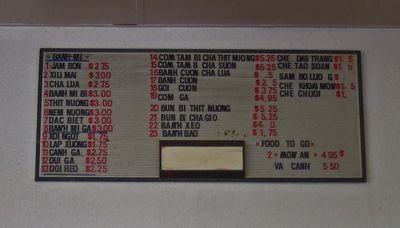 BANH MI
1 JAM BON $2.75
2 XILI MAI $3.00
3 CHA LUA $2.75
4 BANH MI BI $3.00
5 THIT NUONG $3.00
6 NEM NUONG $3.00
7 DAC BIET $3.00
8 BANH MI GA $3.00
9 XOI NGOT $1.75
10 LAP XUONG $1.75
11 CANH GA $2.75
12 DUI GA $2.50
13 DOI HEO $2.25
14 COM TAM BI CHA THIT NUONG $5.25
15 COM TAM BI CHA SUON $5.25
16 BANH CUON CHA LUA
17 BANH CUON
18 GOI CUON $3.75
19 COM GA $4.95
20 BUN BI THIT NUONG $5.25
21 BUN BI CHA GIO $5.25
22 BANH XEO
23 BANH BAO $1.75
CHE DAU TRANG
CHE TAO SOAN
SAM BO LUO G
CHE KHOAI MON
CHE CHUOI
FOOD TO GO
2 MON AN + 4 95 $
VA CANH 5 50